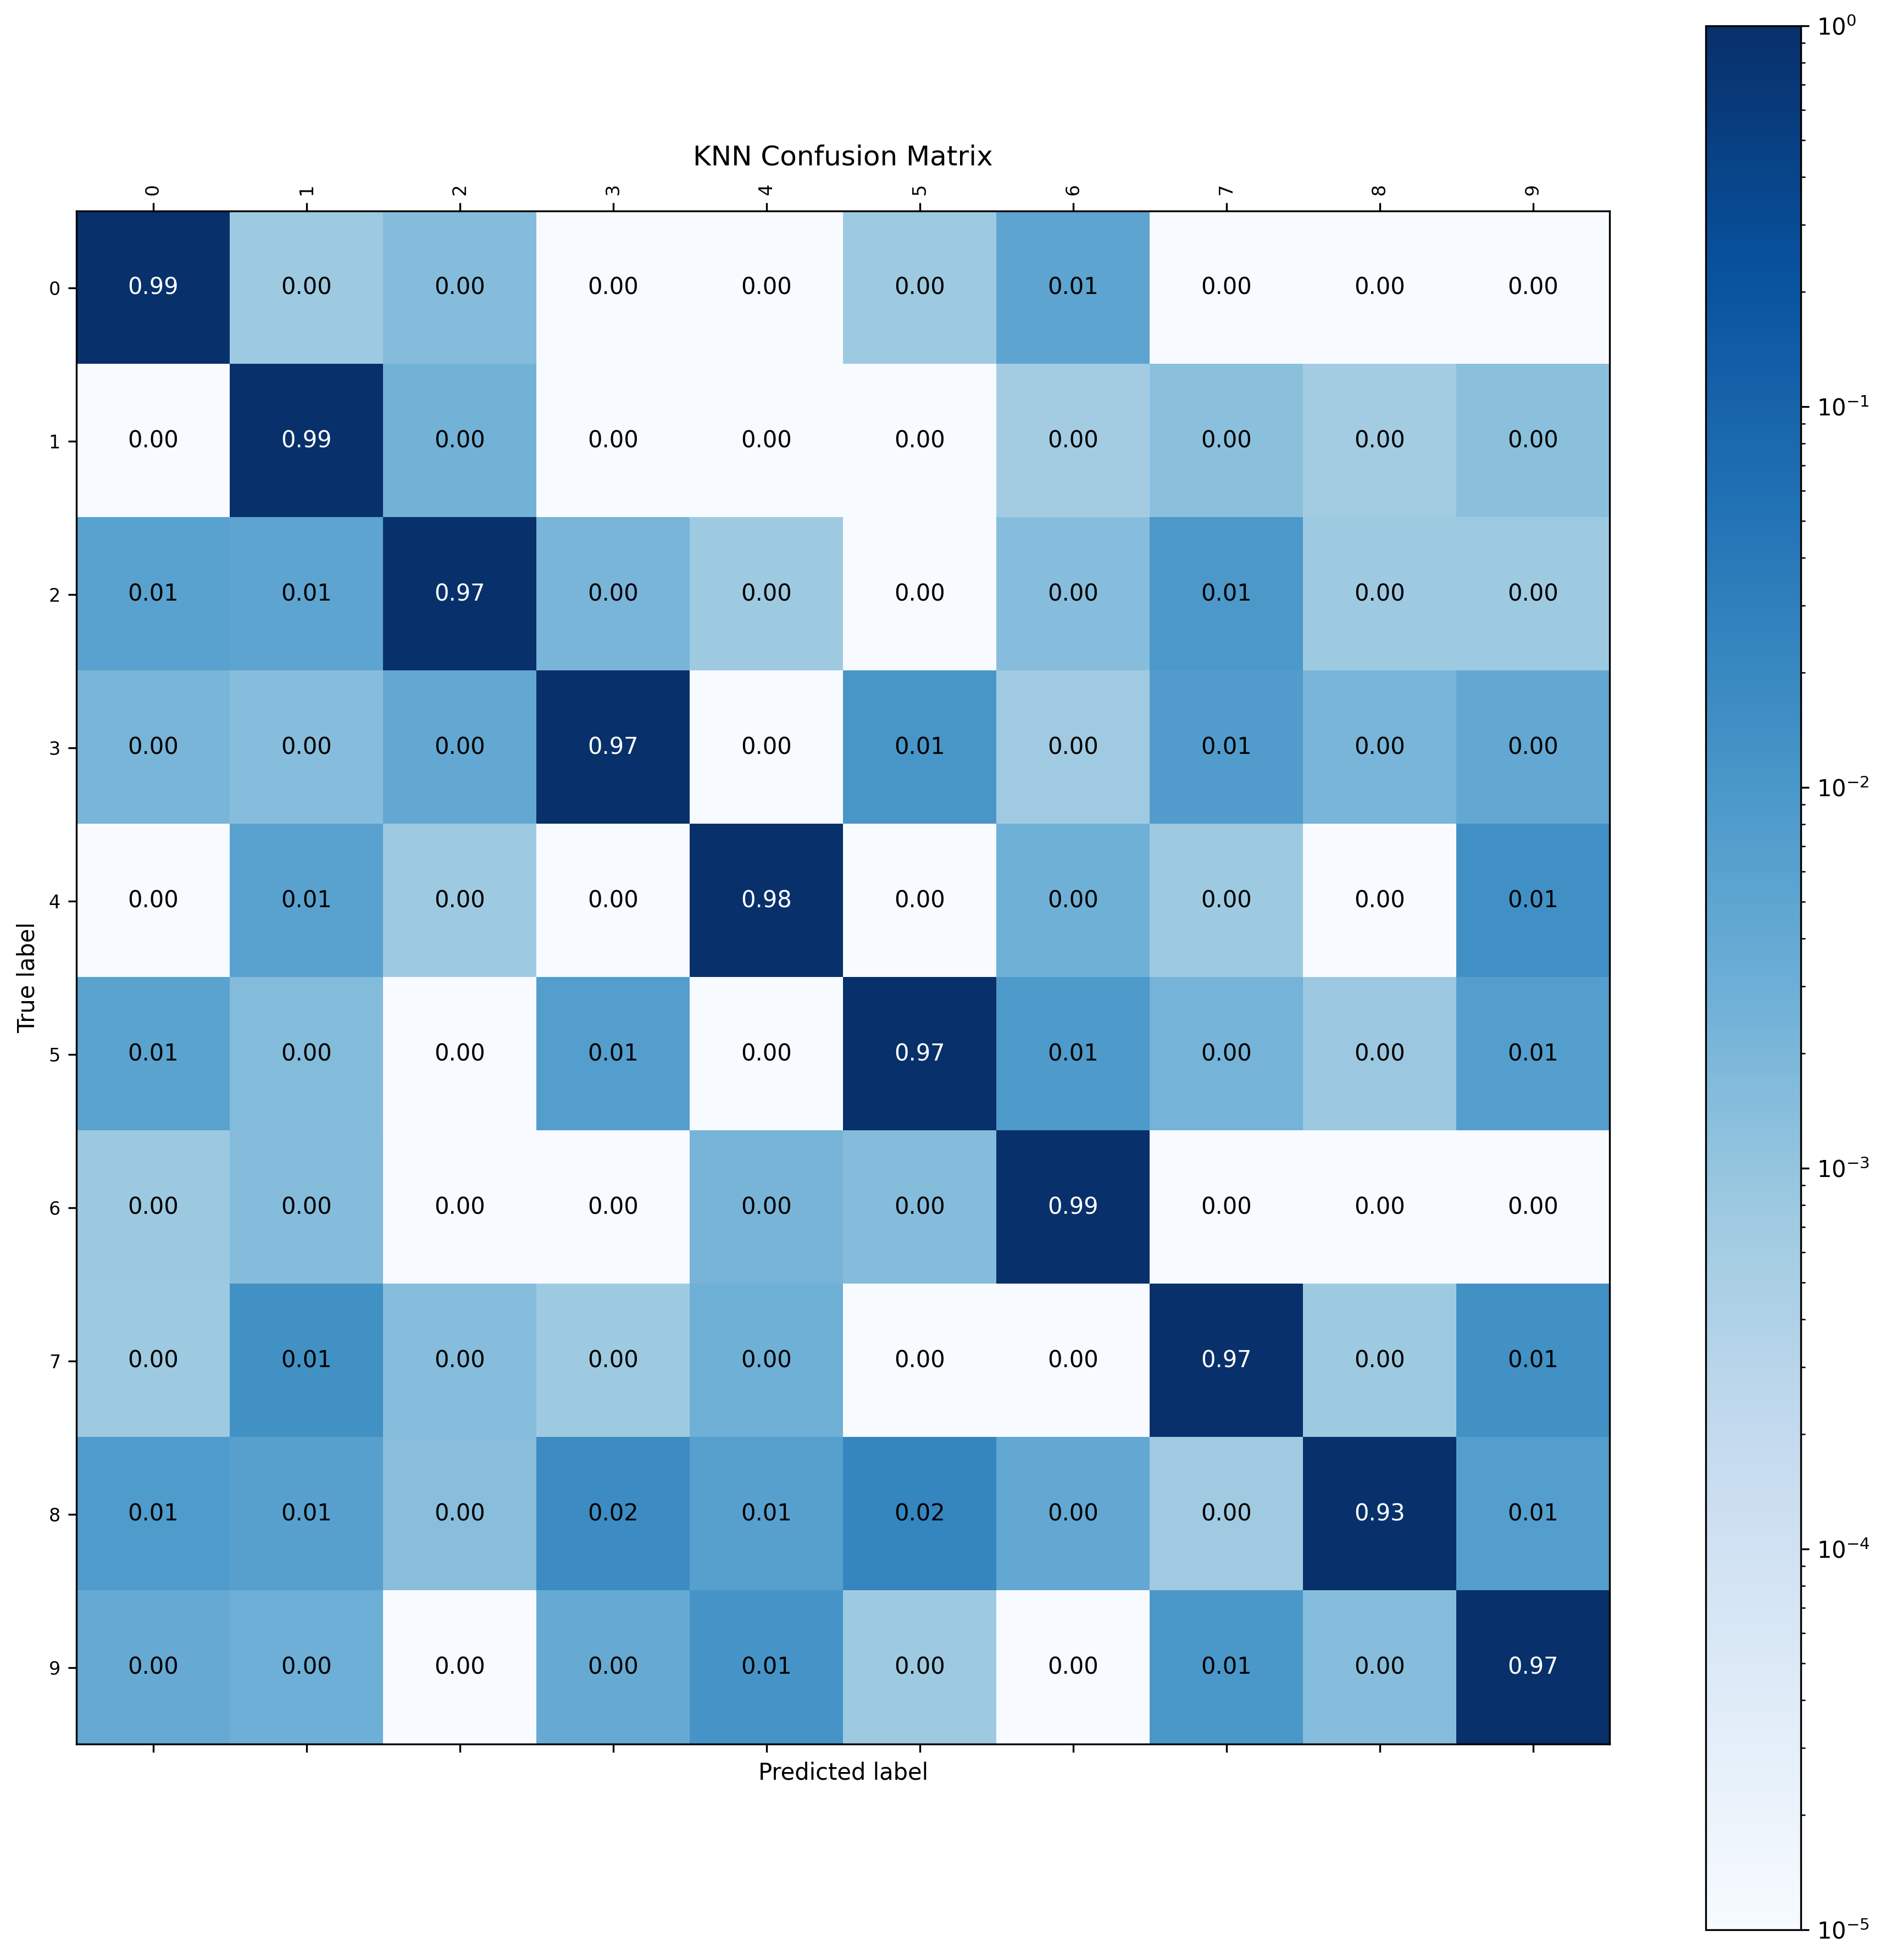 KNN Confusion Matrix
0 1 2 3 4 5 6 7 8 9
0 0.99 0.00 0.00 0.00 0.00 0.00 0.01 0.00 0.00 0.00
1 0.00 0.99 0.00 0.00 0.00 0.00 0.00 0.00 0.00 0.00
2 0.01 0.01 0.97 0.00 0.00 0.00 0.00 0.01 0.00 0.00
3 0.00 0.00 0.00 0.97 0.00 0.01 0.00 0.01 0.00 0.00
4 0.00 0.01 0.00 0.00 0.98 0.00 0.00 0.00 0.00 0.01
5 0.01 0.00 0.00 0.01 0.00 0.97 0.01 0.00 0.00 0.01
6 0.00 0.00 0.00 0.00 0.00 0.00 0.99 0.00 0.00 0.00
7 0.00 0.01 0.00 0.00 0.00 0.00 0.00 0.97 0.00 0.01
8 0.01 0.01 0.00 0.02 0.01 0.02 0.00 0.00 0.93 0.01
9 0.00 0.00 0.00 0.00 0.01 0.00 0.00 0.01 0.00 0.97
True label
Predicted label
10⁰
10⁻¹
10⁻²
10⁻³
10⁻⁴
10⁻⁵